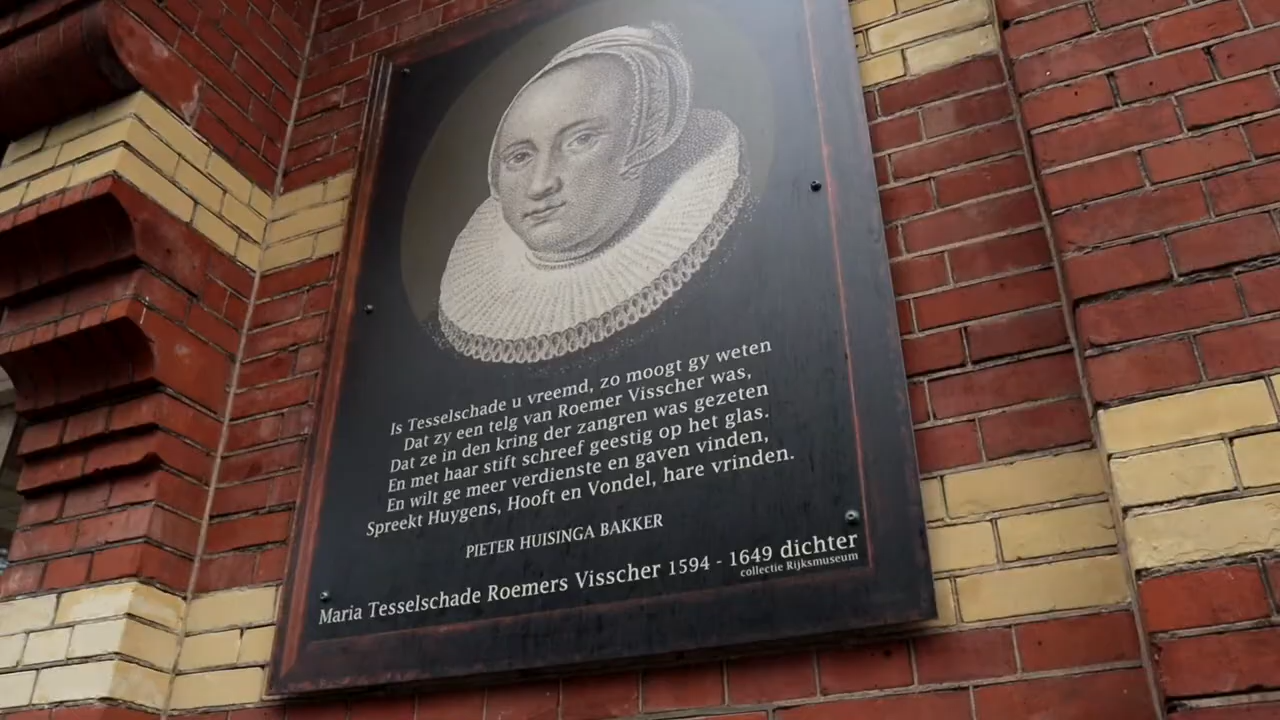 Is Tesselschade u vreemd, zo moogt gy weten
Dat zy een telg van Roemer Visscher was,
Dat ze in den kring der zangren was gezeten
En met haar stift schreef geestig op het glas.
En wilt ge meer verdienste en gaven vinden,
Spreekt Huygens, Hooft en Vondel, hare vrinden.
PIETER HUISINGA BAKKER
Maria Tesselschade Roemers Visscher 1594 - 1649 dichter
collectie Rijksmuseum